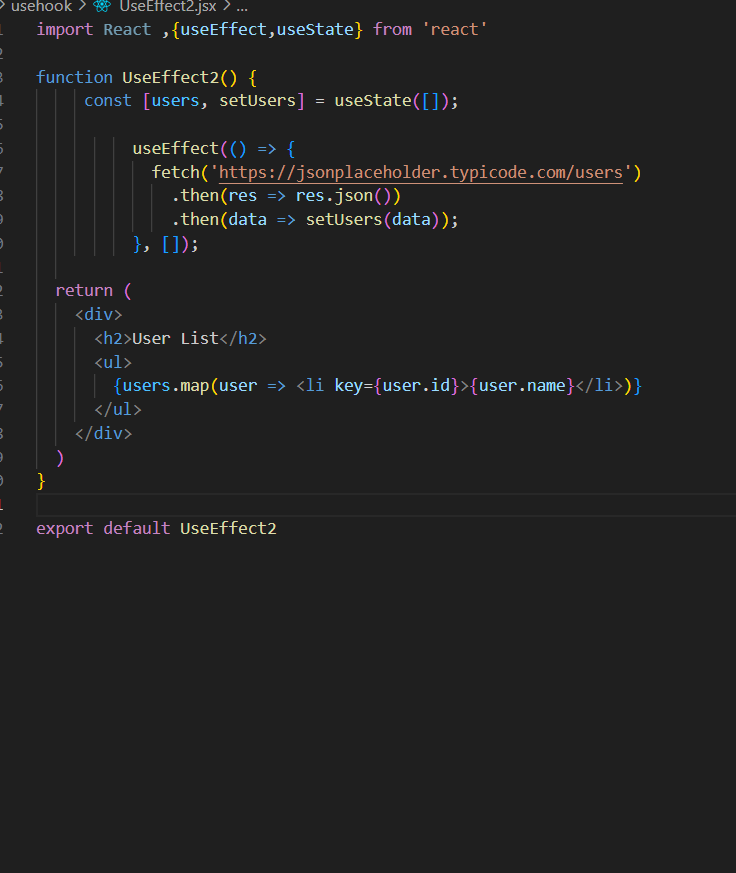 usehook > UseEffect2.jsx > ...
import React ,{useEffect,useState} from 'react'
function UseEffect2() {
const [users, setUsers] = useState([]);
useEffect(() => {
fetch('https://jsonplaceholder.typicode.com/users')
.then(res => res.json())
.then(data => setUsers(data));
}, []);
return (
<div>
<h2>User List</h2>
<ul>
{users.map(user => <li key={user.id}>{user.name}</li>)}
</ul>
</div>
)
}
export default UseEffect2